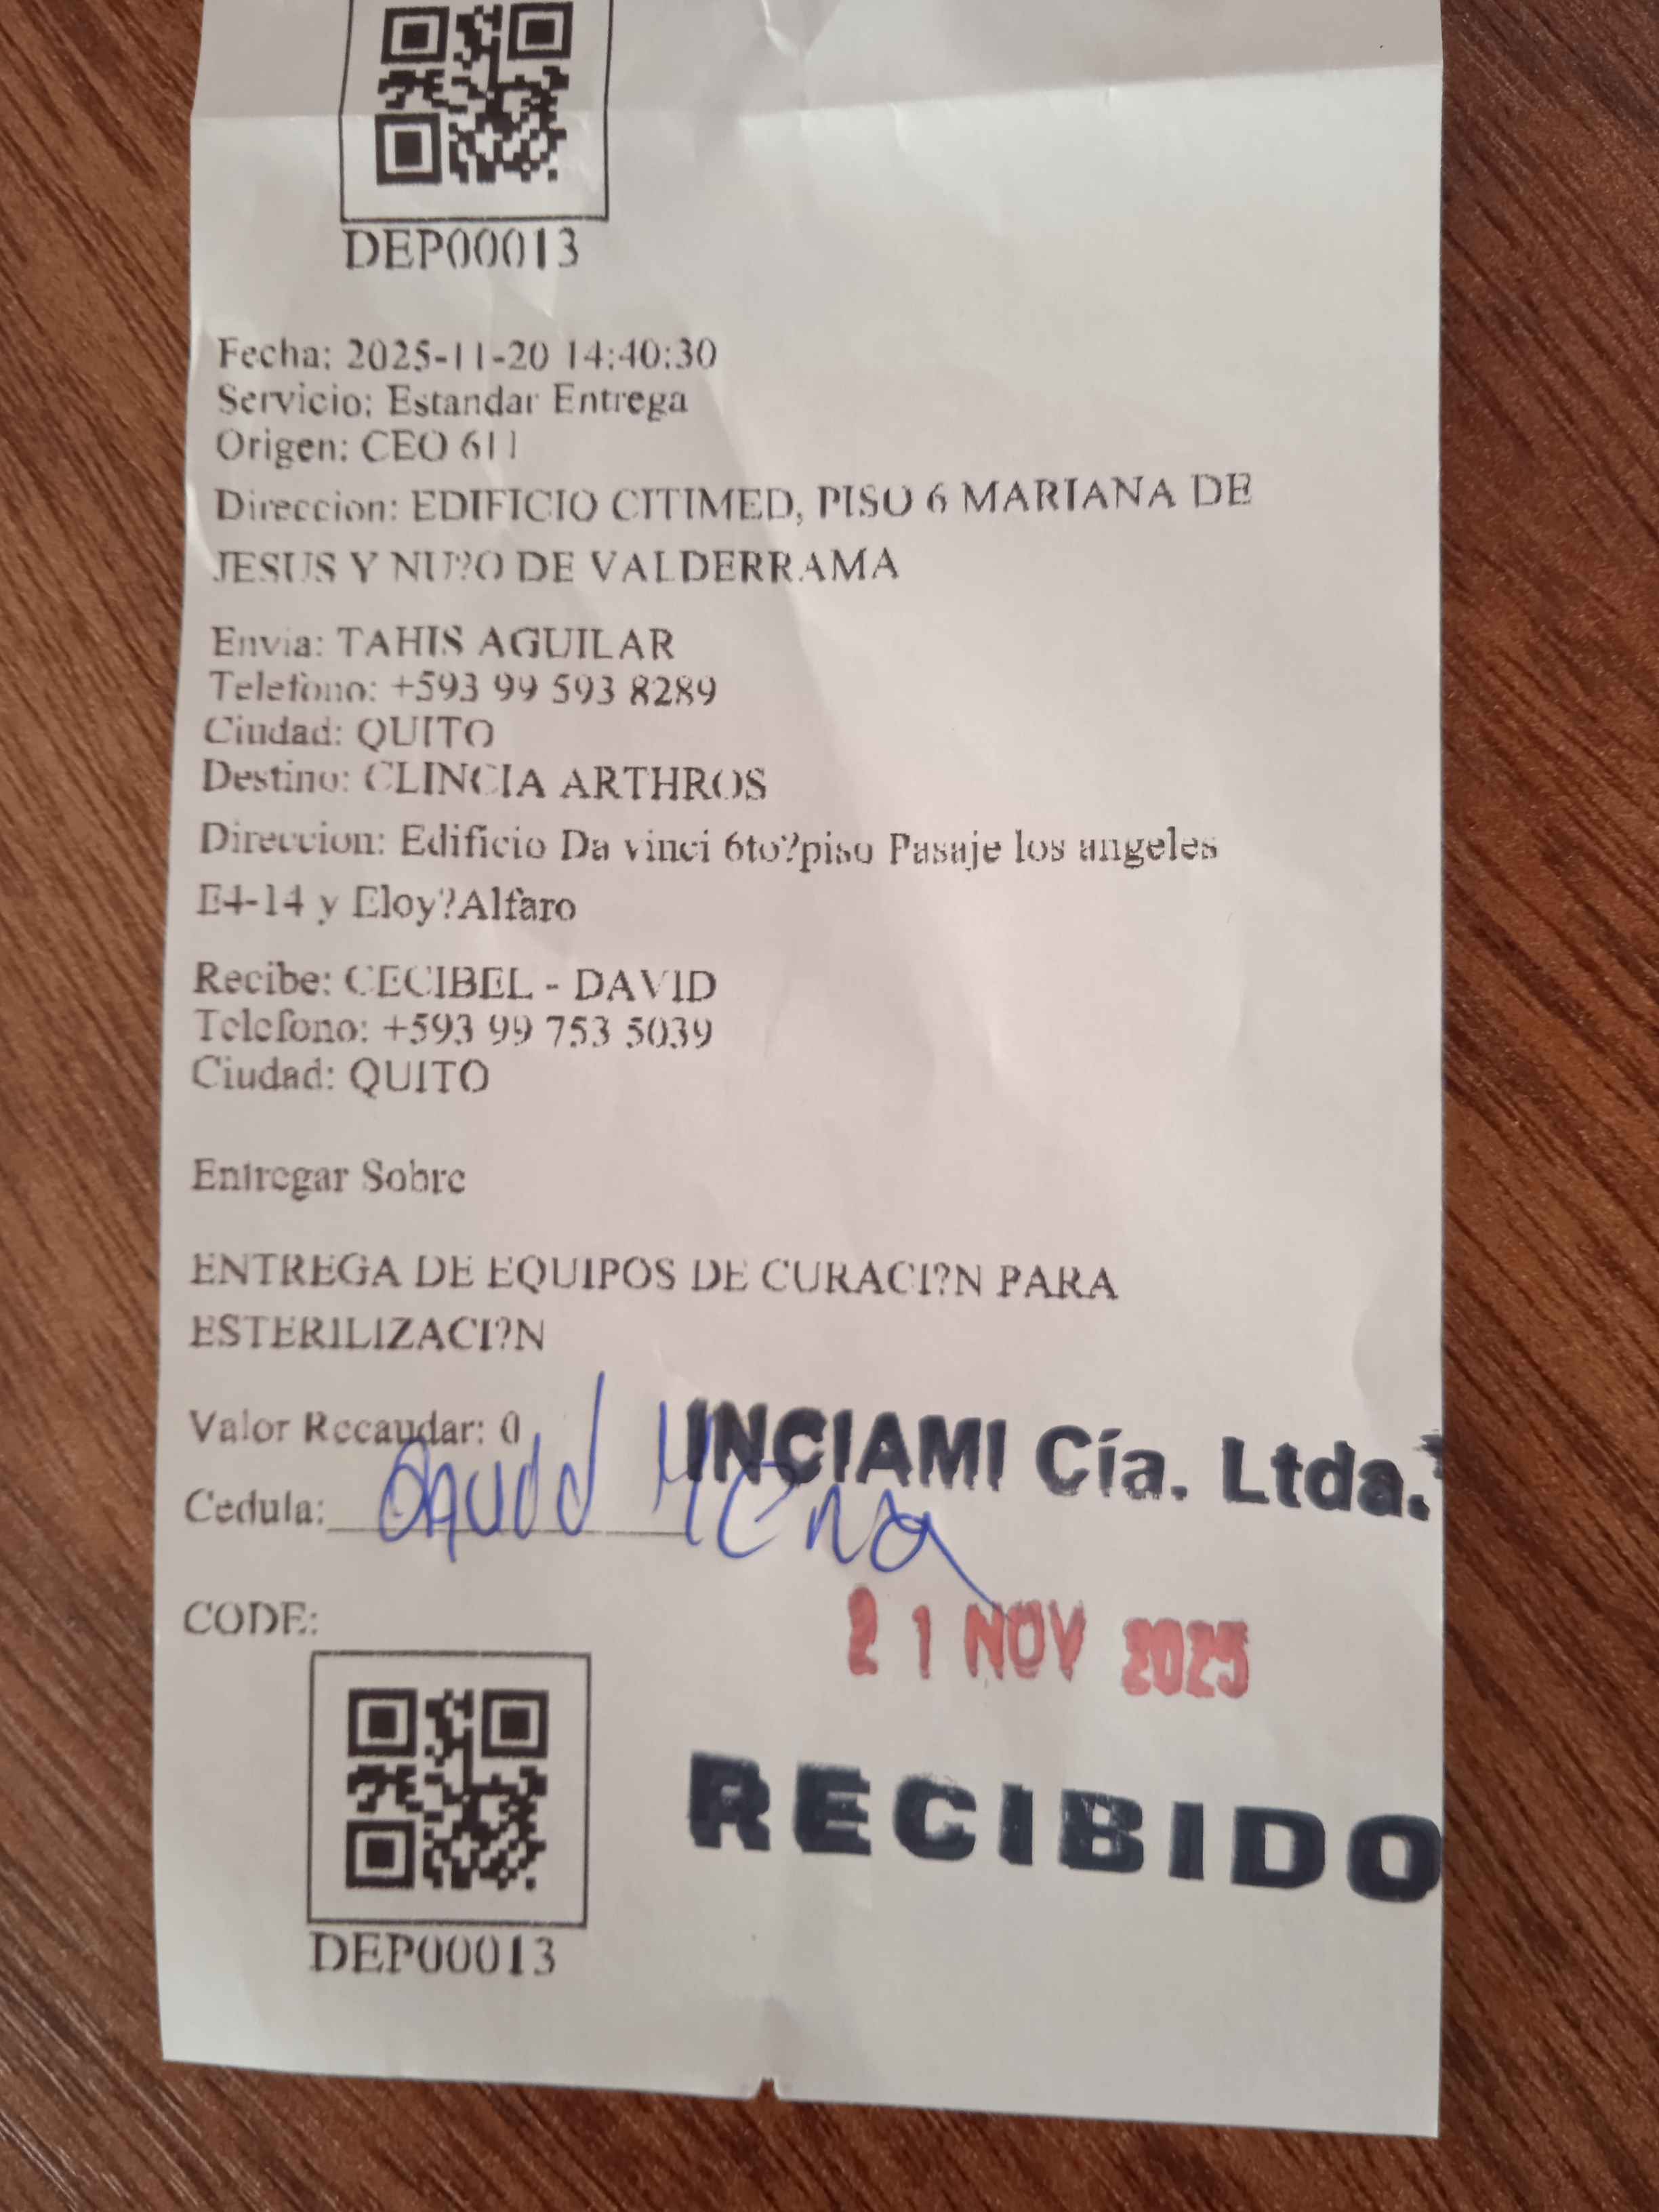 DEP00013
Fecha: 2025-11-20 14:40:30
Servicio: Estandar Entrega
Origen: CEO 611
Direccion: EDIFICIO CITIMED, PISO 6 MARIANA DE
JESUS Y NU?O DE VALDERRAMA
Envia: TAHIS AGUILAR
Telefono: +593 99 593 8289
Ciudad: QUITO
Destino: CLINCIA ARTHROS
Direccion: Edificio Da vinci 6to?piso Pasaje los angeles
E4-14 y Eloy?Alfaro
Recibe: CECIBEL - DAVID
Telefono: +593 99 753 5039
Ciudad: QUITO
Entregar Sobre
ENTREGA DE EQUIPOS DE CURACI?N PARA
ESTERILIZACI?N
Valor Recaudar: 0
INCIAMI Cía. Ltda.
Cedula: David Mena
CODE:
21 NOV 2025
RECIBIDO
DEP00013